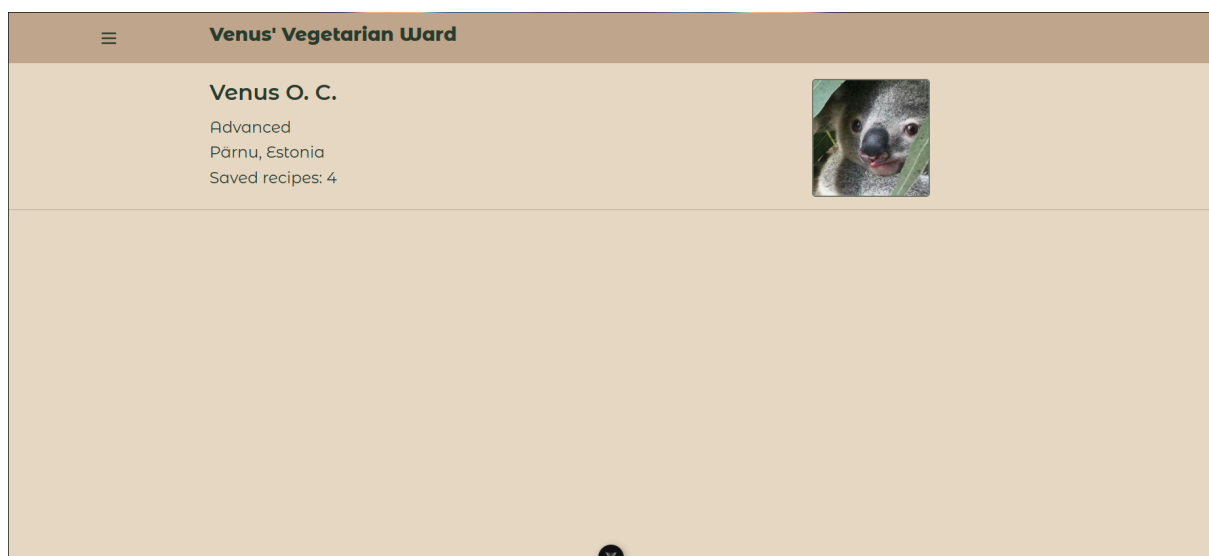 Venus' Vegetarian Ward
Venus O. C.
Advanced
Pärnu, Estonia
Saved recipes: 4